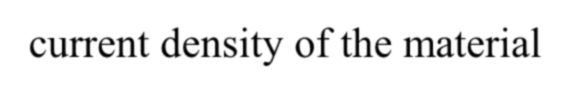 current density of the material